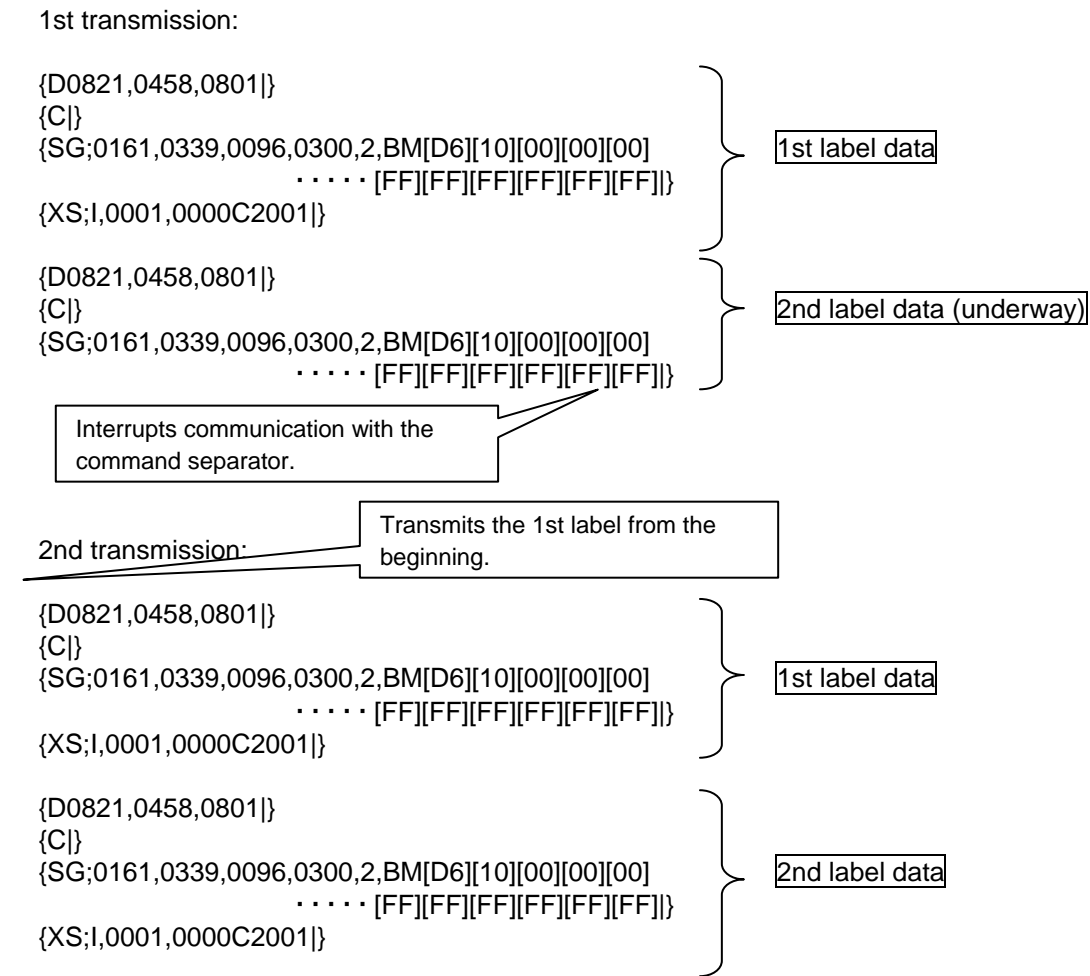 1st transmission:
{D0821,0458,0801|}
{C|}
{SG;0161,0339,0096,0300,2,BM[D6][10][00][00][00]
･････[FF][FF][FF][FF][FF][FF]|}
{XS;I,0001,0000C2001|}
1st label data
{D0821,0458,0801|}
{C|}
{SG;0161,0339,0096,0300,2,BM[D6][10][00][00][00]
･････[FF][FF][FF][FF][FF][FF]|}
2nd label data (underway)
Interrupts communication with the
command separator.
2nd transmission:
Transmits the 1st label from the
beginning.
{D0821,0458,0801|}
{C|}
{SG;0161,0339,0096,0300,2,BM[D6][10][00][00][00]
･････[FF][FF][FF][FF][FF][FF]|}
{XS;I,0001,0000C2001|}
1st label data
{D0821,0458,0801|}
{C|}
{SG;0161,0339,0096,0300,2,BM[D6][10][00][00][00]
･････[FF][FF][FF][FF][FF][FF]|}
{XS;I,0001,0000C2001|}
2nd label data